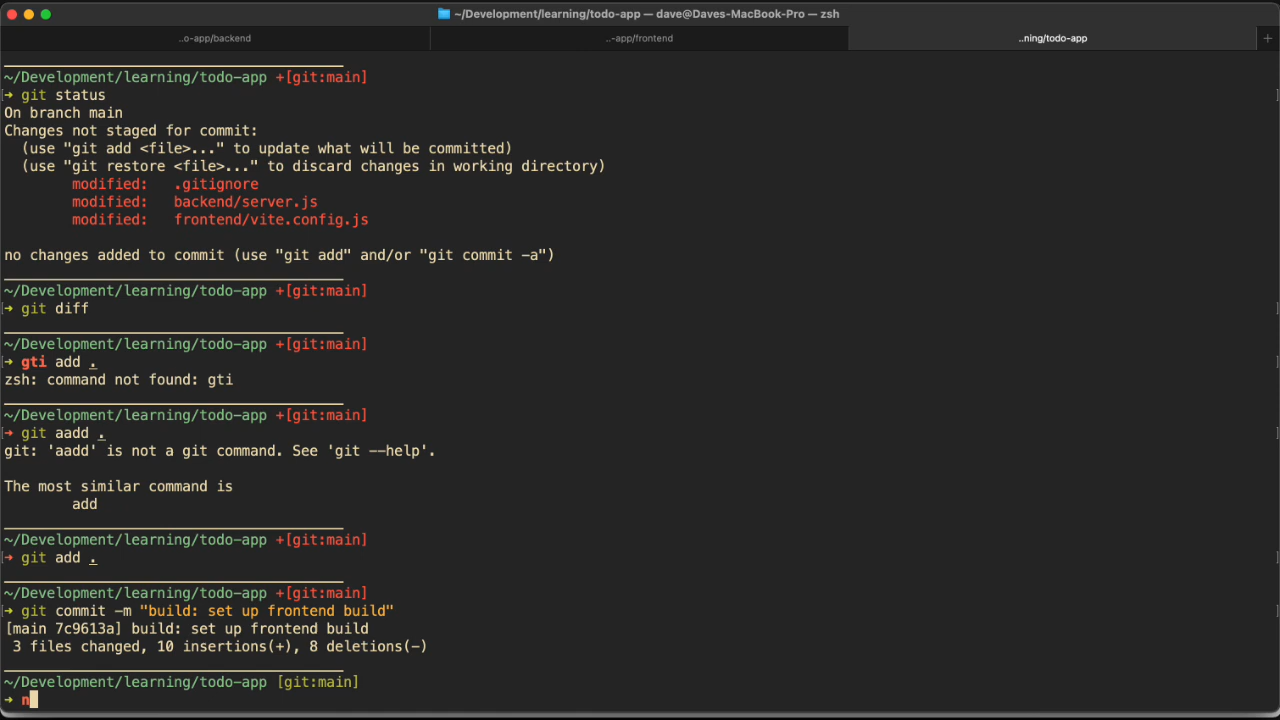 ~/Development/learning/todo-app — dave@Daves-MacBook-Pro — zsh
..o-app/backend
..-app/frontend
..ning/todo-app
+
~/Development/learning/todo-app +[git:main]
➜ git status
On branch main
Changes not staged for commit:
(use "git add <file>..." to update what will be committed)
(use "git restore <file>..." to discard changes in working directory)
modified: .gitignore
modified: backend/server.js
modified: frontend/vite.config.js
no changes added to commit (use "git add" and/or "git commit -a")
~/Development/learning/todo-app +[git:main]
➜ git diff
~/Development/learning/todo-app +[git:main]
➜ gti add .
zsh: command not found: gti
~/Development/learning/todo-app +[git:main]
➜ git aadd .
git: 'aadd' is not a git command. See 'git --help'.
The most similar command is
add
~/Development/learning/todo-app +[git:main]
➜ git add .
~/Development/learning/todo-app +[git:main]
➜ git commit -m "build: set up frontend build"
[main 7c9613a] build: set up frontend build
3 files changed, 10 insertions(+), 8 deletions(-)
~/Development/learning/todo-app [git:main]
➜ n